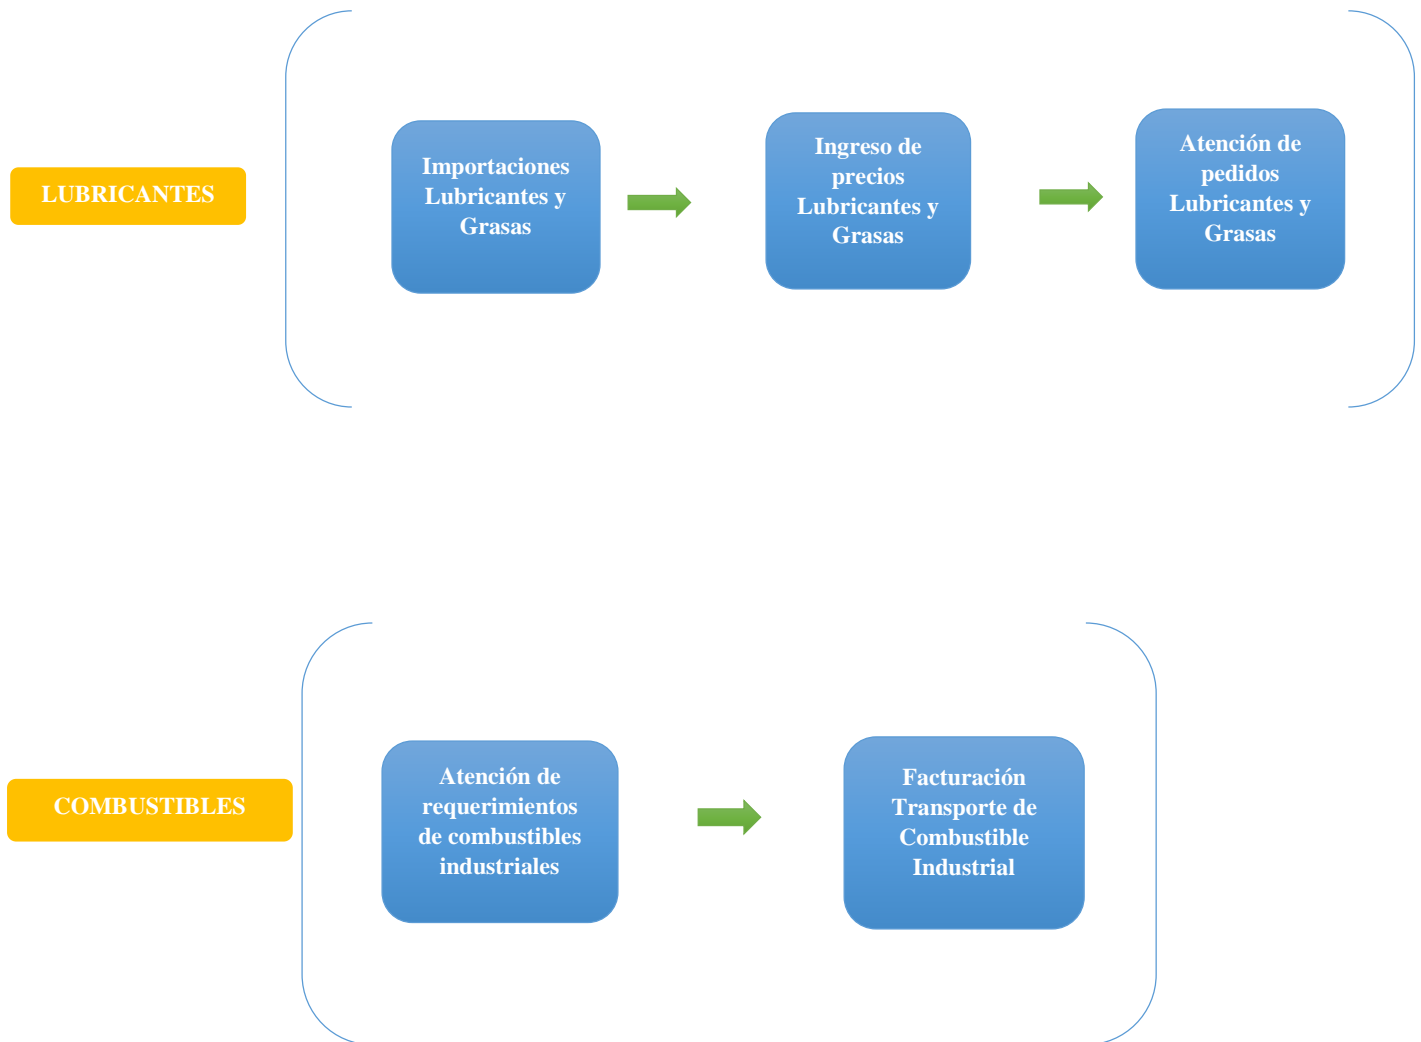 LUBRICANTES
Importaciones
Lubricantes y
Grasas
Ingreso de
precios
Lubricantes y
Grasas
Atención de
pedidos
Lubricantes y
Grasas
COMBUSTIBLES
Atención de
requerimientos
de combustibles
industriales
Facturación
Transporte de
Combustible
Industrial